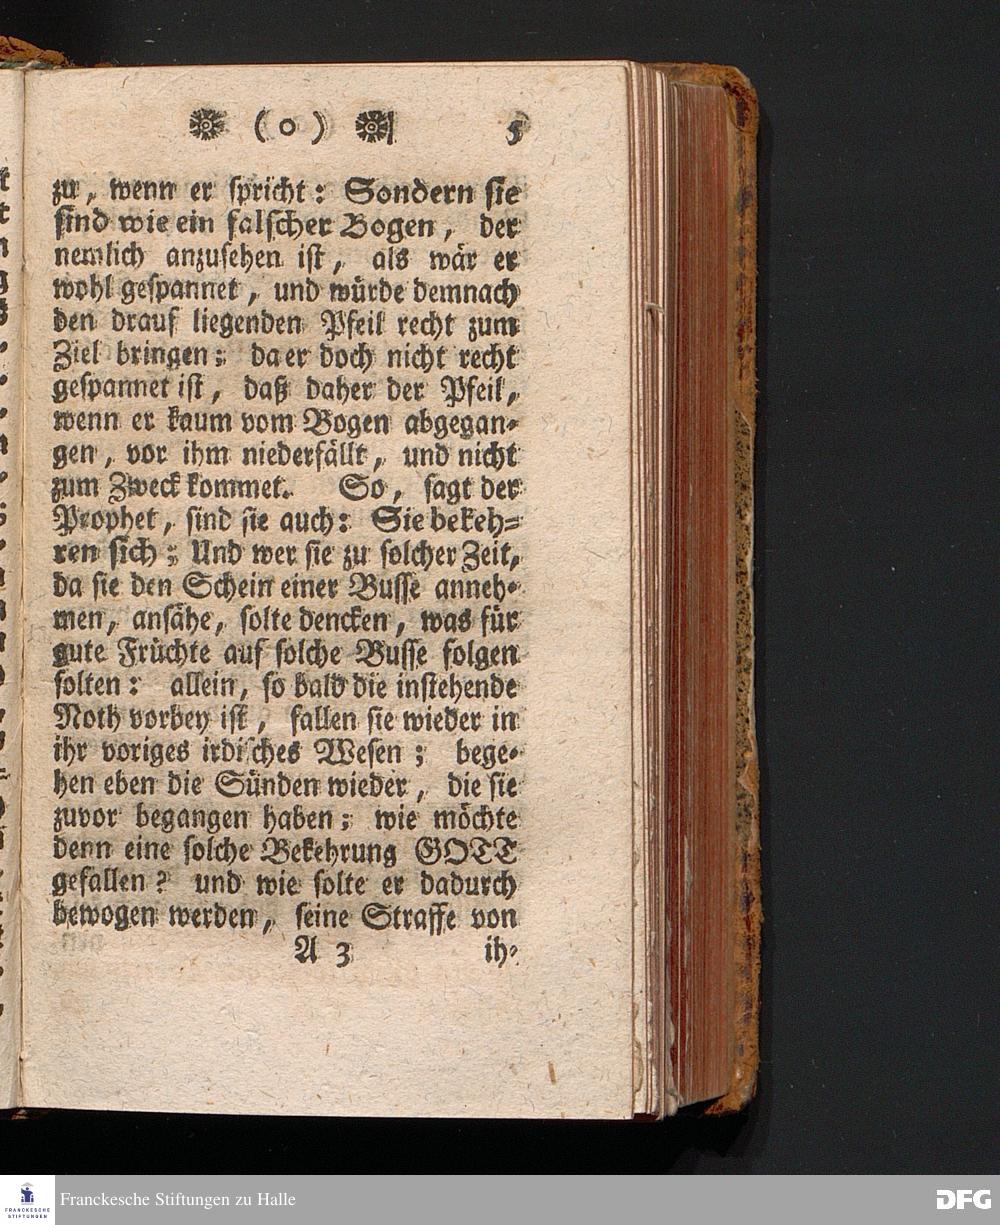 ( o ) 5
zu, wenn er spricht: Sondern sie
sind wie ein falscher Bogen, der
nemlich anzusehen ist, als wär er
wohl gespannet, und würde demnach
den drauf liegenden Pfeil recht zum
Ziel bringen; da er doch nicht recht
gespannet ist, daß daher der Pfeil,
wenn er kaum vom Bogen abgegan-
gen, vor ihm niederfällt, und nicht
zum Zweck kommet. So, sagt der
Prophet, sind sie auch: Sie bekeh-
ren sich; Und wer sie zu solcher Zeit,
da sie den Schein einer Busse anneh-
men, ansähe, solte dencken, was für
gute Früchte auf solche Busse folgen
solten: allein, so bald die instehende
Noth vorbey ist, fallen sie wieder in
ihr voriges irdisches Wesen; bege-
hen eben die Sünden wieder, die sie
zuvor begangen haben; wie möchte
denn eine solche Bekehrung GOTT
gefallen? und wie solte er dadurch
bewogen werden, seine Straffe von
A 3 ih-
FRANCKESCHE
STIFTUNGEN
Franckesche Stiftungen zu Halle
DFG